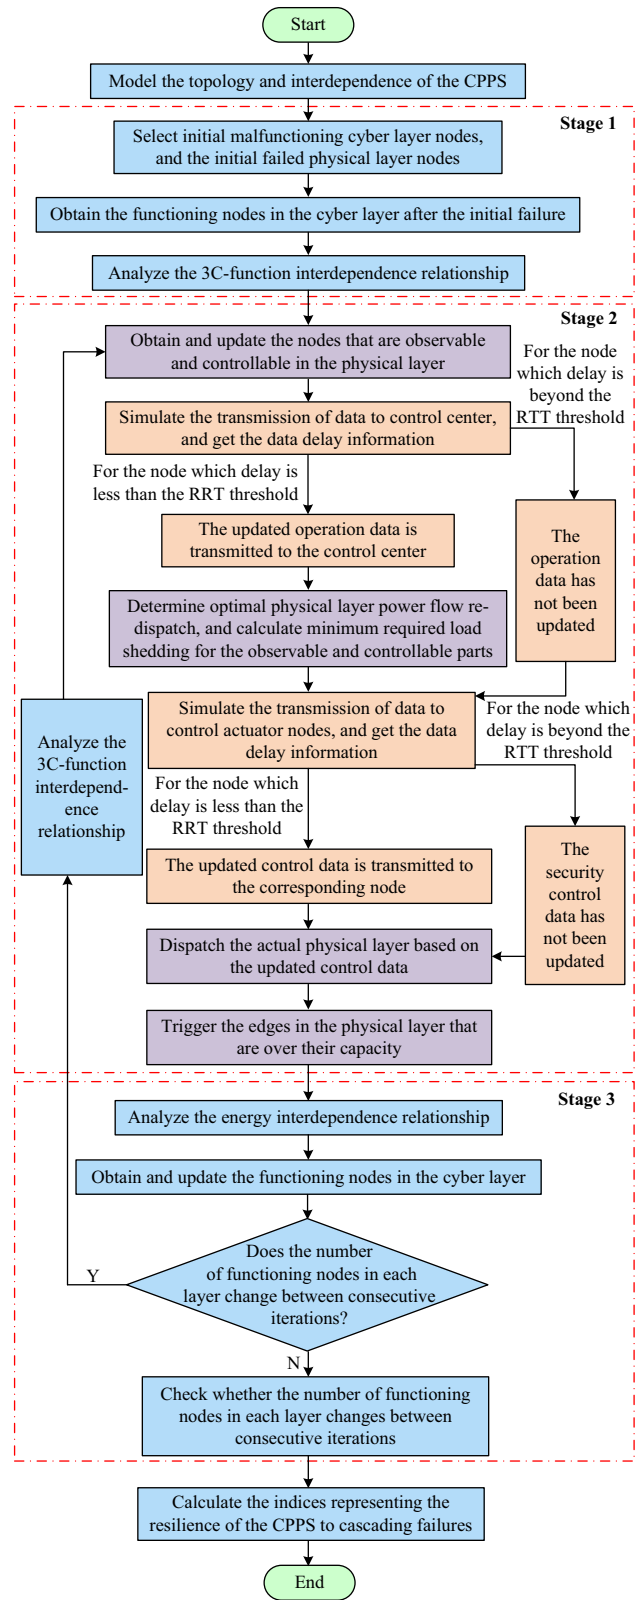 Start
Model the topology and interdependence of the CPPS
Stage 1
Select initial malfunctioning cyber layer nodes,
and the initial failed physical layer nodes
Obtain the functioning nodes in the cyber layer after the initial failure
Analyze the 3C-function interdependence relationship
Stage 2
Obtain and update the nodes that are observable
and controllable in the physical layer
For the node
which delay is
beyond the
RTT threshold
Simulate the transmission of data to control center,
and get the data delay information
For the node which delay is
less than the RRT threshold
The updated operation data is
transmitted to the control center
The
operation
data has
not been
updated
Determine optimal physical layer power flow re-
dispatch, and calculate minimum required load
shedding for the observable and controllable parts
Simulate the transmission of data to
control actuator nodes, and get the data
delay information
For the node which
delay is beyond the
RTT threshold
Analyze the
3C-function
interdepend-
ence
relationship
For the node which
delay is less than the
RRT threshold
The updated control data is transmitted to
the corresponding node
The
security
control
data has
not been
updated
Dispatch the actual physical layer based on
the updated control data
Trigger the edges in the physical layer that
are over their capacity
Stage 3
Analyze the energy interdependence relationship
Obtain and update the functioning nodes in the cyber layer
Does the number
of functioning nodes in each
layer change between consecutive
iterations?
Y
N
Check whether the number of functioning
nodes in each layer changes between
consecutive iterations
Calculate the indices representing the
resilience of the CPPS to cascading failures
End